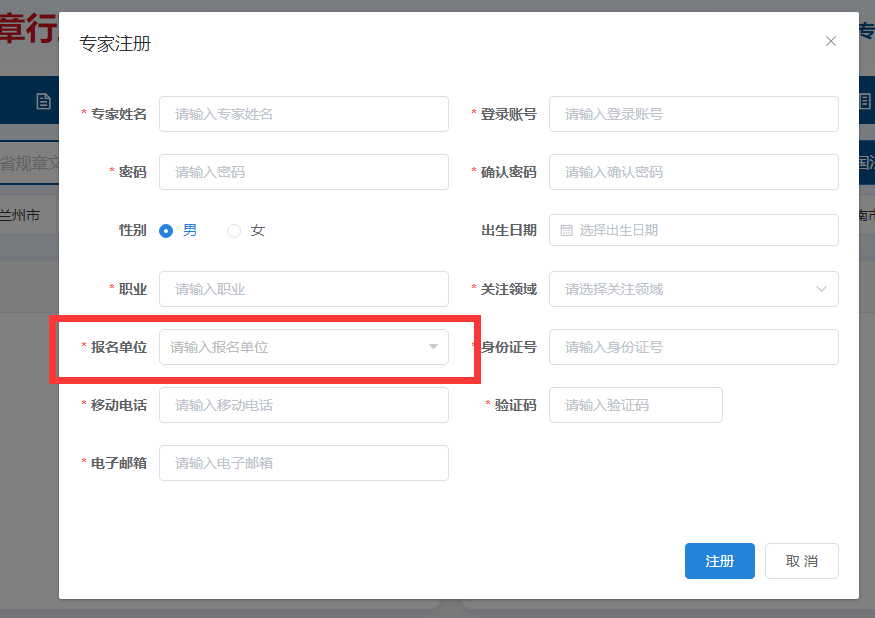 章行
专
专家注册
* 专家姓名 请输入专家姓名 * 登录账号 请输入登录账号
省规章文
* 密码 请输入密码 * 确认密码 请输入确认密码
国法
兰州市
性别 男 女 出生日期 选择出生日期
南市
* 职业 请输入职业 * 关注领域 请选择关注领域
* 报名单位 请输入报名单位 * 身份证号 请输入身份证号
* 移动电话 请输入移动电话 * 验证码 请输入验证码
* 电子邮箱 请输入电子邮箱
注册 取消